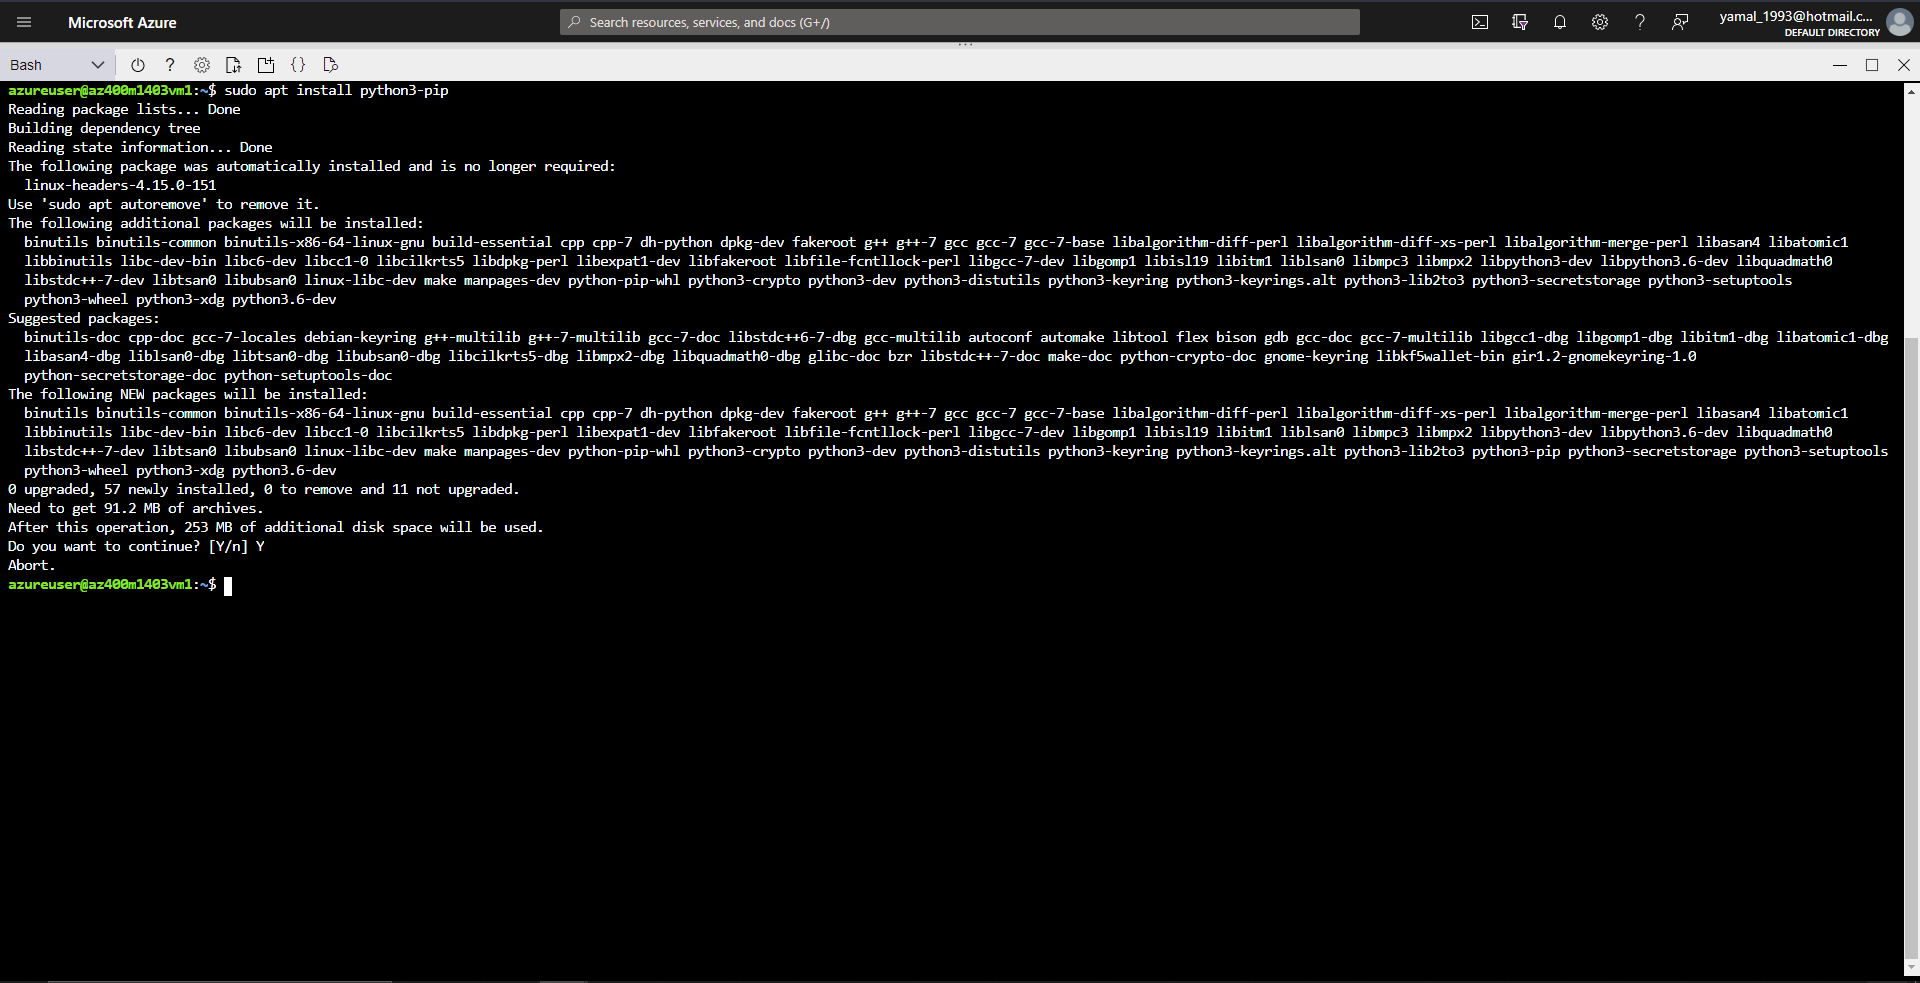 Microsoft Azure
Search resources, services, and docs (G+/)
yamal_1993@hotmail.c...
DEFAULT DIRECTORY
Bash
azureuser@az400m1403vm1:~$ sudo apt install python3-pip
Reading package lists... Done
Building dependency tree
Reading state information... Done
The following package was automatically installed and is no longer required:
linux-headers-4.15.0-151
Use 'sudo apt autoremove' to remove it.
The following additional packages will be installed:
binutils binutils-common binutils-x86-64-linux-gnu build-essential cpp cpp-7 dh-python dpkg-dev fakeroot g++ g++-7 gcc gcc-7 gcc-7-base libalgorithm-diff-perl libalgorithm-diff-xs-perl libalgorithm-merge-perl libasan4 libatomic1
libbinutils libc-dev-bin libc6-dev libcc1-0 libcilkrts5 libdpkg-perl libexpat1-dev libfakeroot libfile-fcntllock-perl libgcc-7-dev libgomp1 libisl19 libitm1 liblsan0 libmpc3 libmpx2 libpython3-dev libpython3.6-dev libquadmath0
libstdc++-7-dev libtsan0 libubsan0 linux-libc-dev make manpages-dev python-pip-whl python3-crypto python3-dev python3-distutils python3-keyring python3-keyrings.alt python3-lib2to3 python3-secretstorage python3-setuptools
python3-wheel python3-xdg python3.6-dev
Suggested packages:
binutils-doc cpp-doc gcc-7-locales debian-keyring g++-multilib g++-7-multilib gcc-7-doc libstdc++6-7-dbg gcc-multilib autoconf automake libtool flex bison gdb gcc-doc gcc-7-multilib libgcc1-dbg libgomp1-dbg libitm1-dbg libatomic1-dbg
libasan4-dbg liblsan0-dbg libtsan0-dbg libubsan0-dbg libcilkrts5-dbg libmpx2-dbg libquadmath0-dbg glibc-doc bzr libstdc++-7-doc make-doc python-crypto-doc gnome-keyring libkf5wallet-bin gir1.2-gnomekeyring-1.0
python-secretstorage-doc python-setuptools-doc
The following NEW packages will be installed:
binutils binutils-common binutils-x86-64-linux-gnu build-essential cpp cpp-7 dh-python dpkg-dev fakeroot g++ g++-7 gcc gcc-7 gcc-7-base libalgorithm-diff-perl libalgorithm-diff-xs-perl libalgorithm-merge-perl libasan4 libatomic1
libbinutils libc-dev-bin libc6-dev libcc1-0 libcilkrts5 libdpkg-perl libexpat1-dev libfakeroot libfile-fcntllock-perl libgcc-7-dev libgomp1 libisl19 libitm1 liblsan0 libmpc3 libmpx2 libpython3-dev libpython3.6-dev libquadmath0
libstdc++-7-dev libtsan0 libubsan0 linux-libc-dev make manpages-dev python-pip-whl python3-crypto python3-dev python3-distutils python3-keyring python3-keyrings.alt python3-lib2to3 python3-pip python3-secretstorage python3-setuptools
python3-wheel python3-xdg python3.6-dev
0 upgraded, 57 newly installed, 0 to remove and 11 not upgraded.
Need to get 91.2 MB of archives.
After this operation, 253 MB of additional disk space will be used.
Do you want to continue? [Y/n] Y
Abort.
azureuser@az400m1403vm1:~$